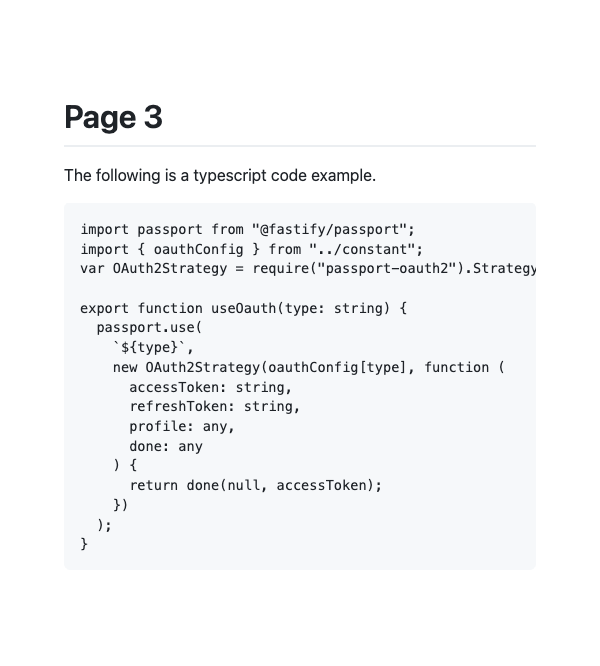 Page 3
The following is a typescript code example.
import passport from "@fastify/passport";
import { oauthConfig } from "../constant";
var OAuth2Strategy = require("passport-oauth2").Strategy
export function useOauth(type: string) {
  passport.use(
    `${type}`,
    new OAuth2Strategy(oauthConfig[type], function (
      accessToken: string,
      refreshToken: string,
      profile: any,
      done: any
    ) {
      return done(null, accessToken);
    })
  );
}